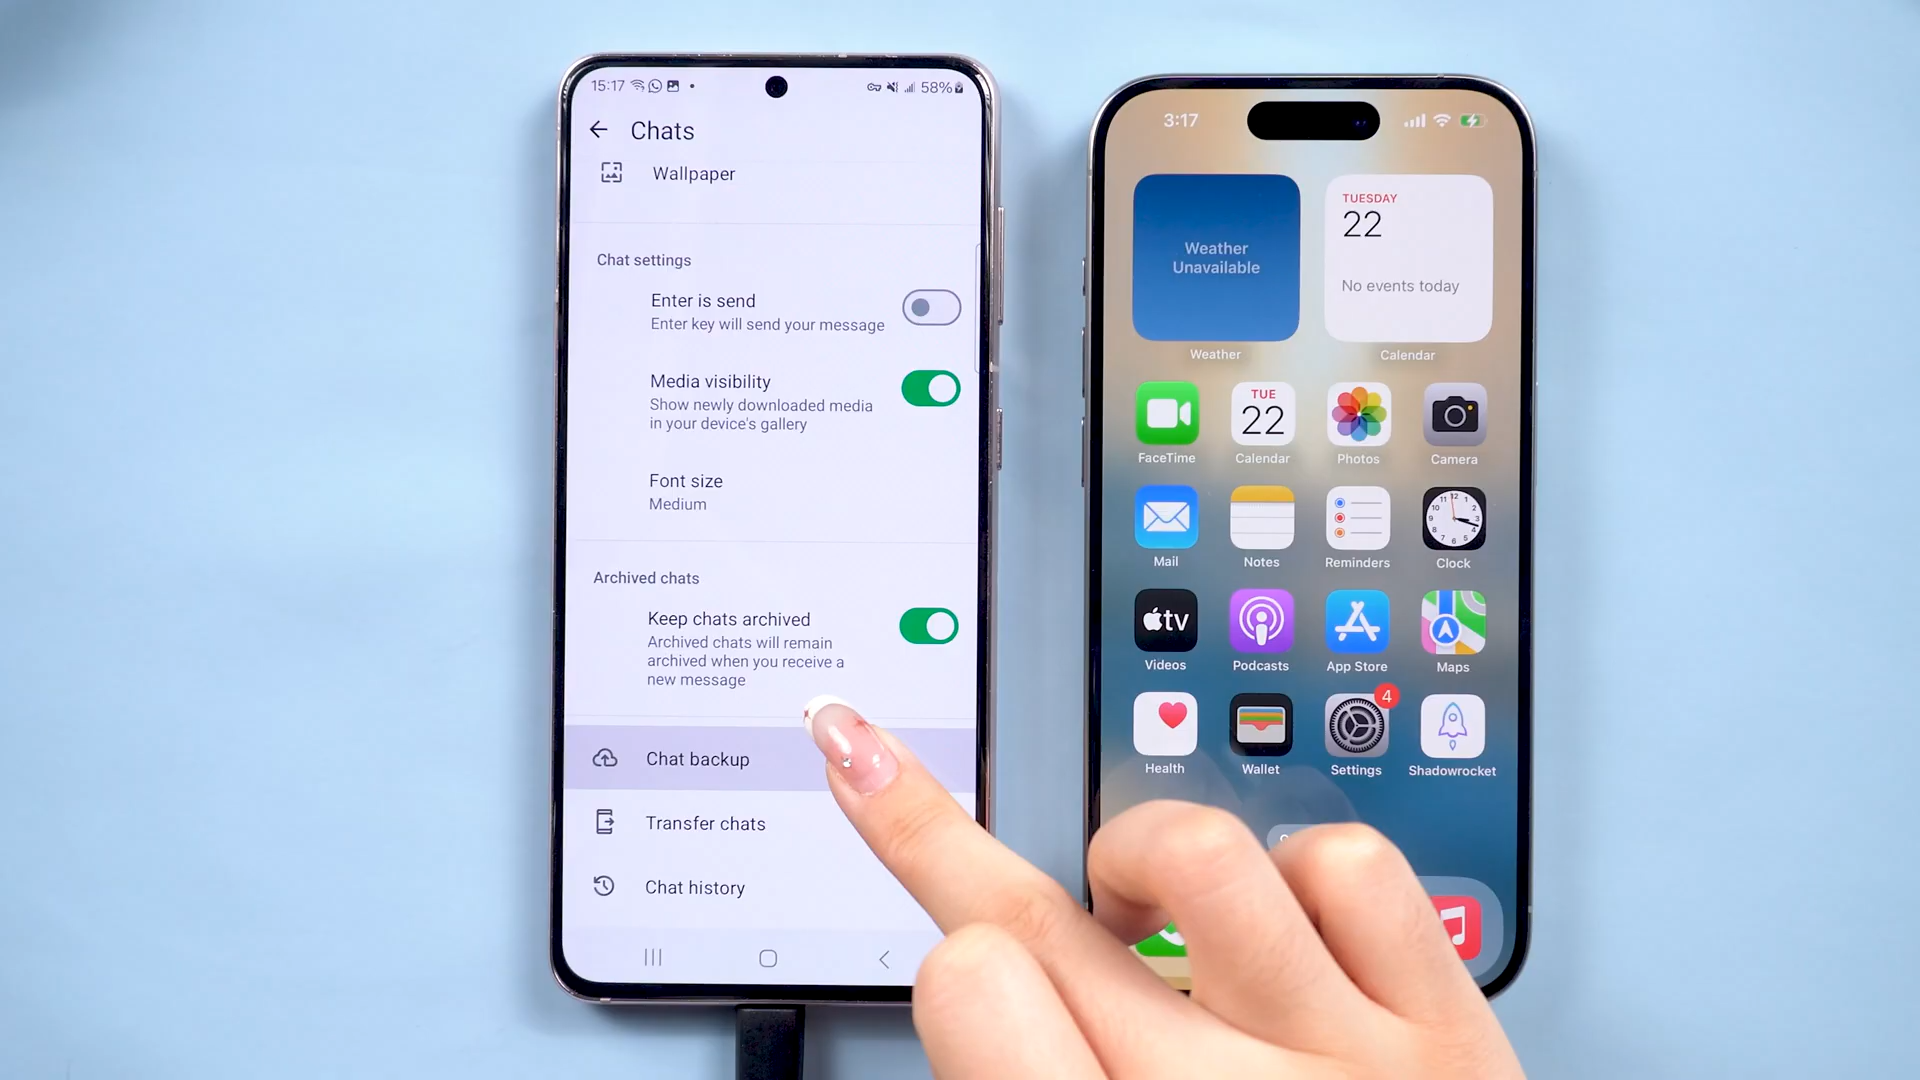 15:17
58%
Chats
Wallpaper
Chat settings
Enter is send
Enter key will send your message
Media visibility
Show newly downloaded media
in your device's gallery
Font size
Medium
Archived chats
Keep chats archived
Archived chats will remain
archived when you receive a
new message
Chat backup
Transfer chats
Chat history
3:17
Weather
Unavailable
Weather
TUESDAY
22
No events today
Calendar
FaceTime
TUE
22
Calendar
Photos
Camera
Mail
Notes
Reminders
Clock
tv
Videos
Podcasts
App Store
Maps
Health
Wallet
4
Settings
Shadowrocket